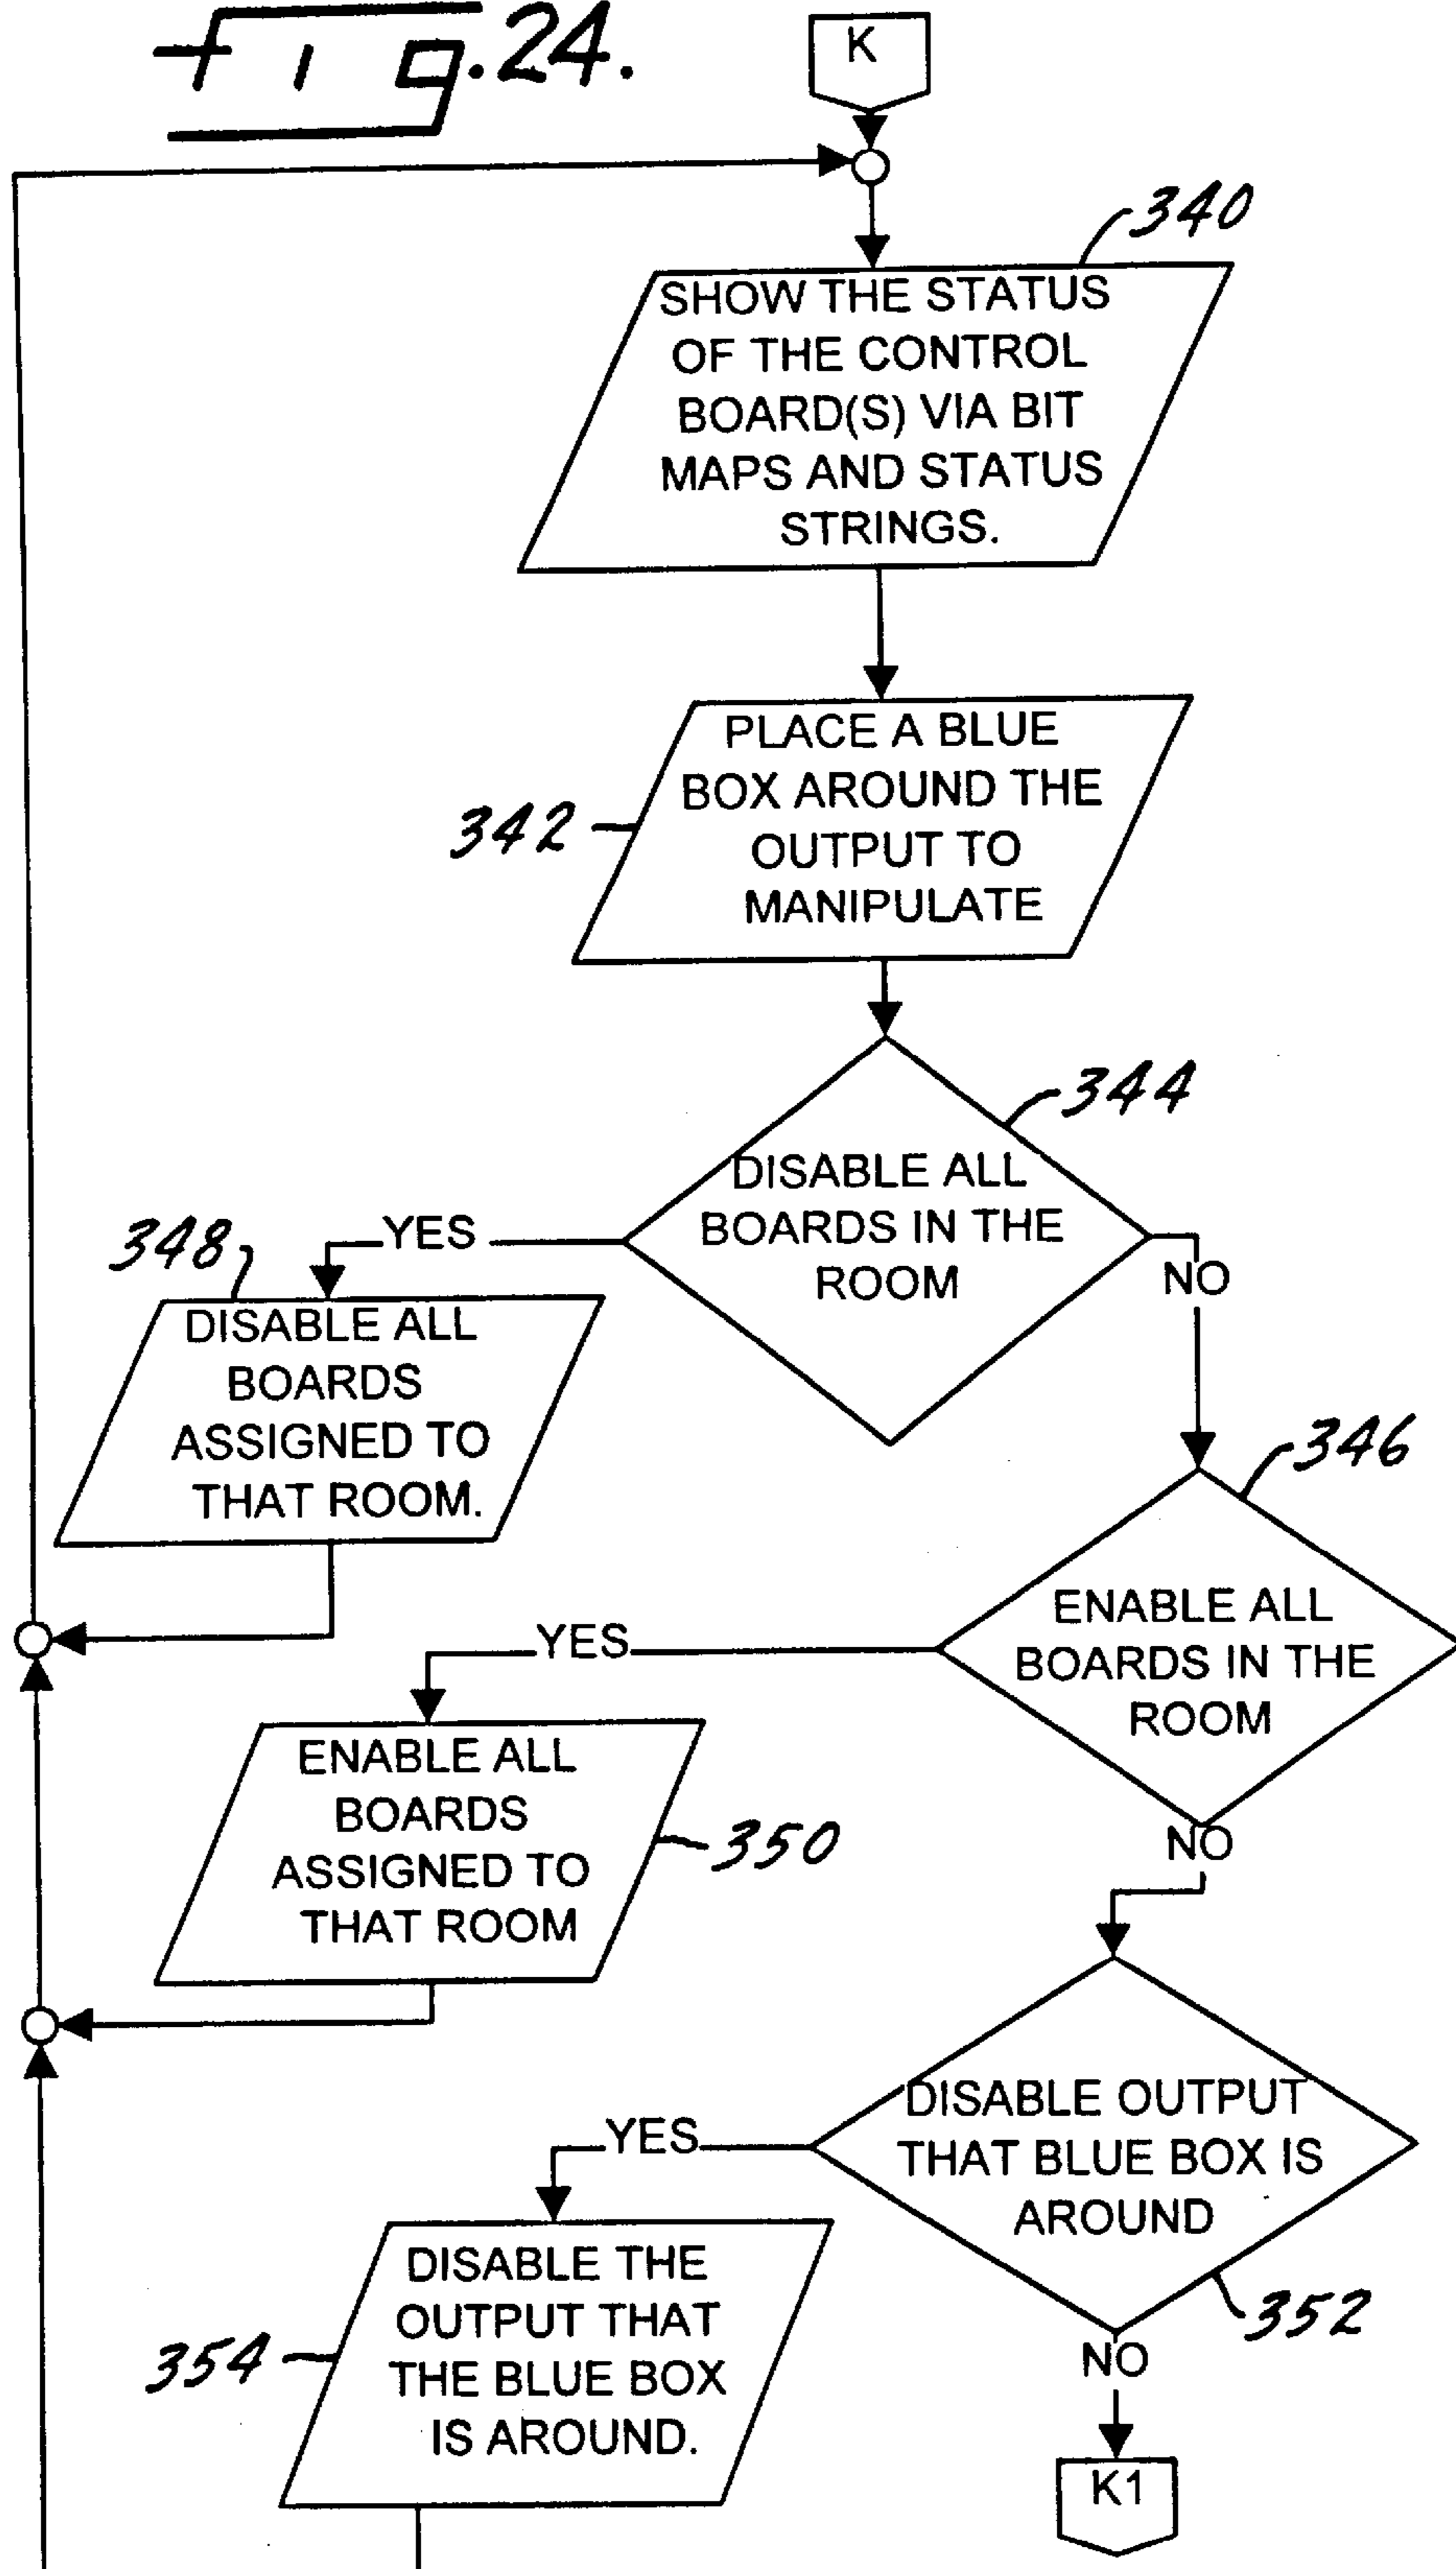 Fig. 24.
K
340
SHOW THE STATUS
OF THE CONTROL
BOARD(S) VIA BIT
MAPS AND STATUS
STRINGS.
342
PLACE A BLUE
BOX AROUND THE
OUTPUT TO
MANIPULATE
344
DISABLE ALL
BOARDS IN THE
ROOM
YES
NO
348
DISABLE ALL
BOARDS
ASSIGNED TO
THAT ROOM.
346
ENABLE ALL
BOARDS IN THE
ROOM
YES
NO
ENABLE ALL
BOARDS
ASSIGNED TO
THAT ROOM
350
DISABLE OUTPUT
THAT BLUE BOX IS
AROUND
352
YES
NO
354
DISABLE THE
OUTPUT THAT
THE BLUE BOX
IS AROUND.
K1